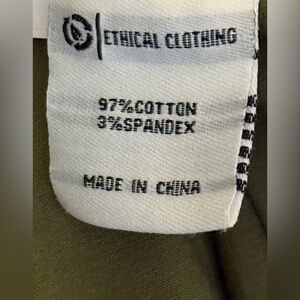 ETHICAL CLOTHING
97%COTTON
3%SPANDEX
MADE IN CHINA